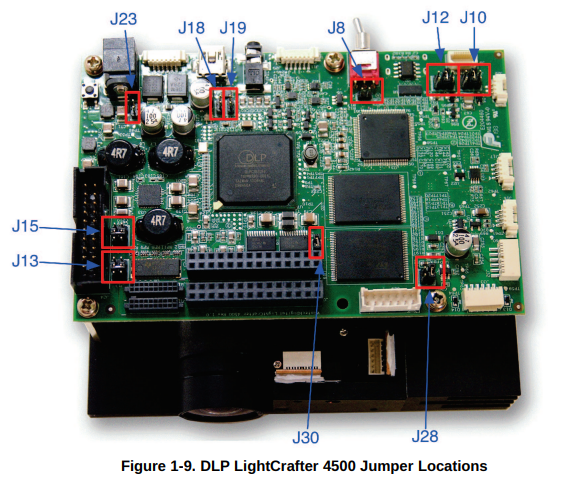 J23
J18
J19
J8
J12
J10
4R7
4R7
DLP
4R7
J15
J13
J30
J28
Figure 1-9. DLP LightCrafter 4500 Jumper Locations